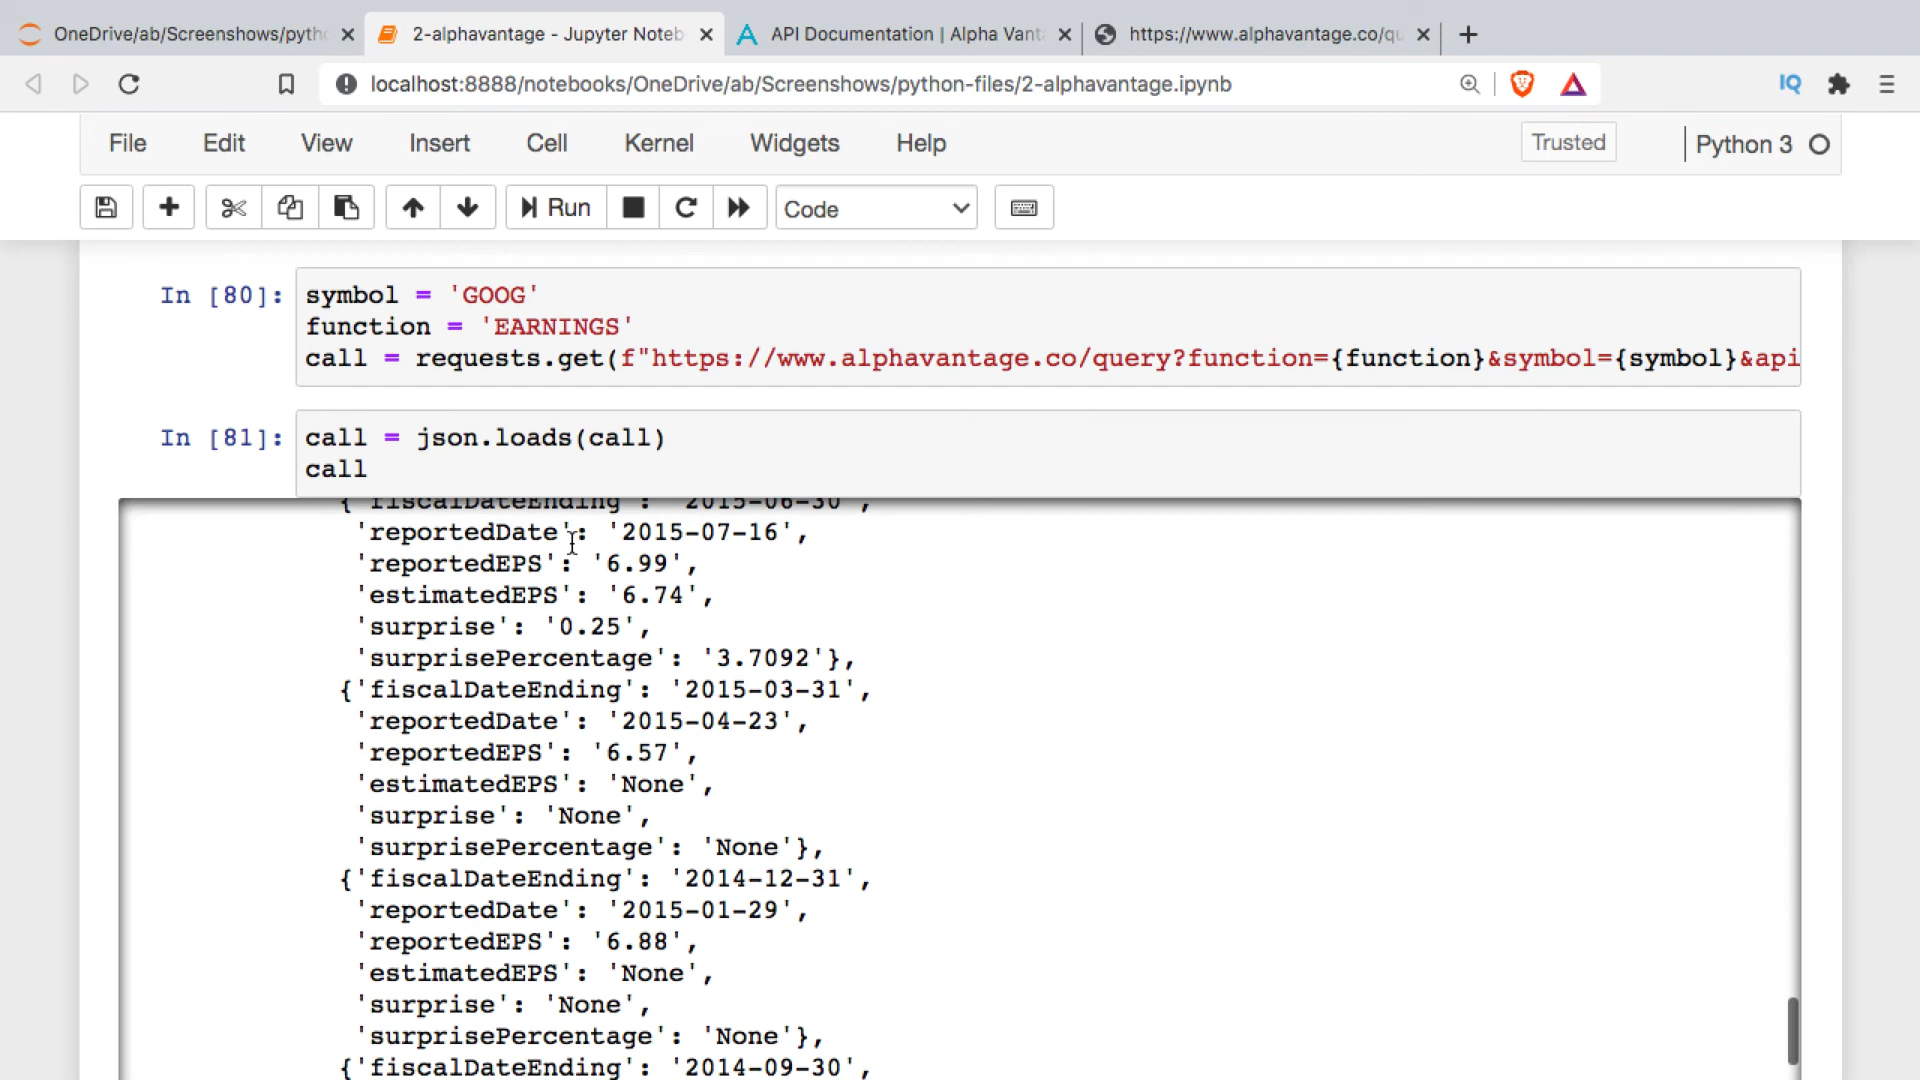 OneDrive/ab/Screenshows/pyth
2-alphavantage - Jupyter Noteb
API Documentation | Alpha Vant
https://www.alphavantage.co/qu
localhost:8888/notebooks/OneDrive/ab/Screenshows/python-files/2-alphavantage.ipynb
IQ
File Edit View Insert Cell Kernel Widgets Help
Trusted
Python 3
Run
Code
In [80]:
symbol = 'GOOG'
function = 'EARNINGS'
call = requests.get(f"https://www.alphavantage.co/query?function={function}&symbol={symbol}&api
In [81]:
call = json.loads(call)
call
{'fiscalDateEnding': '2015-06-30',
'reportedDate': '2015-07-16',
'reportedEPS': '6.99',
'estimatedEPS': '6.74',
'surprise': '0.25',
'surprisePercentage': '3.7092'},
{'fiscalDateEnding': '2015-03-31',
'reportedDate': '2015-04-23',
'reportedEPS': '6.57',
'estimatedEPS': 'None',
'surprise': 'None',
'surprisePercentage': 'None'},
{'fiscalDateEnding': '2014-12-31',
'reportedDate': '2015-01-29',
'reportedEPS': '6.88',
'estimatedEPS': 'None',
'surprise': 'None',
'surprisePercentage': 'None'},
{'fiscalDateEnding': '2014-09-30',